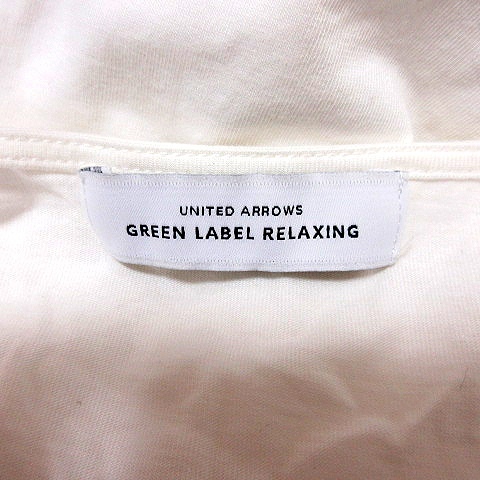 UNITED ARROWS
GREEN LABEL RELAXING